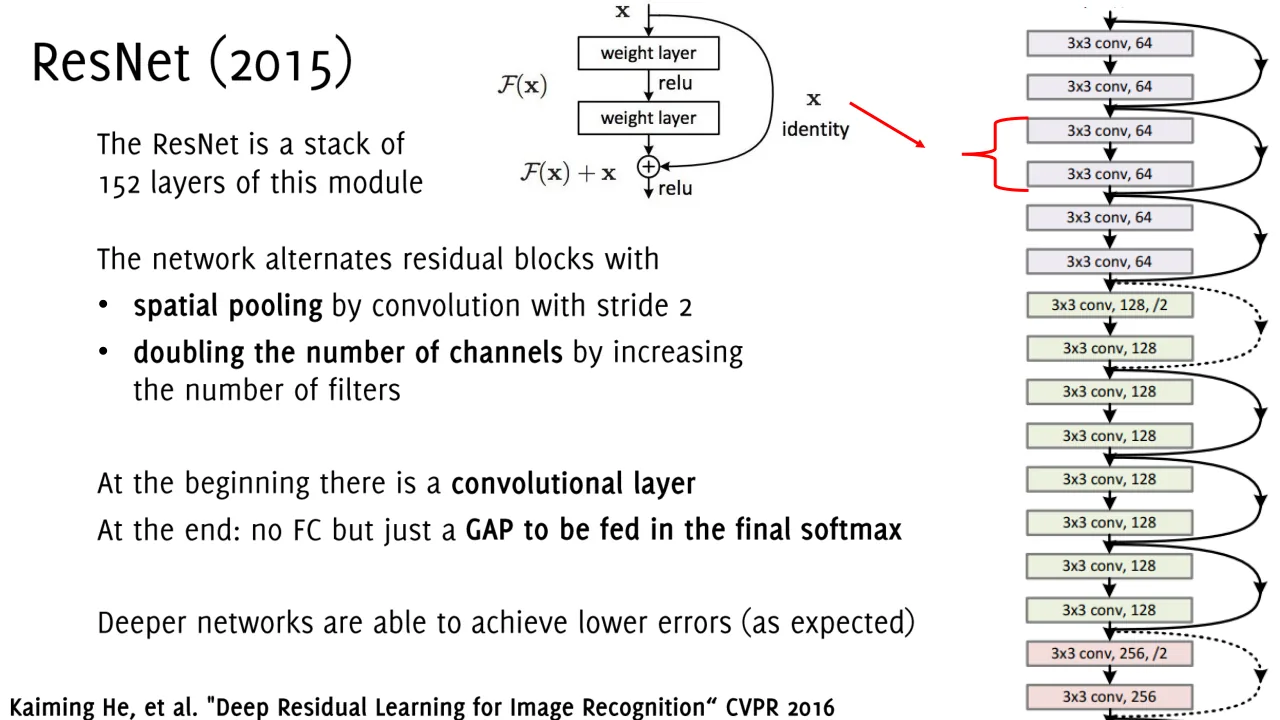 ResNet (2015)
The ResNet is a stack of
152 layers of this module
The network alternates residual blocks with
• spatial pooling by convolution with stride 2
• doubling the number of channels by increasing
the number of filters
At the beginning there is a convolutional layer
At the end: no FC but just a GAP to be fed in the final softmax
Deeper networks are able to achieve lower errors (as expected)
Kaiming He, et al. "Deep Residual Learning for Image Recognition“ CVPR 2016
x
weight layer
F(x)
relu
weight layer
x
identity
F(x) + x
+
relu
3x3 conv, 64
3x3 conv, 64
3x3 conv, 64
3x3 conv, 64
3x3 conv, 64
3x3 conv, 64
3x3 conv, 128, /2
3x3 conv, 128
3x3 conv, 128
3x3 conv, 128
3x3 conv, 128
3x3 conv, 128
3x3 conv, 128
3x3 conv, 128
3x3 conv, 256, /2
3x3 conv, 256